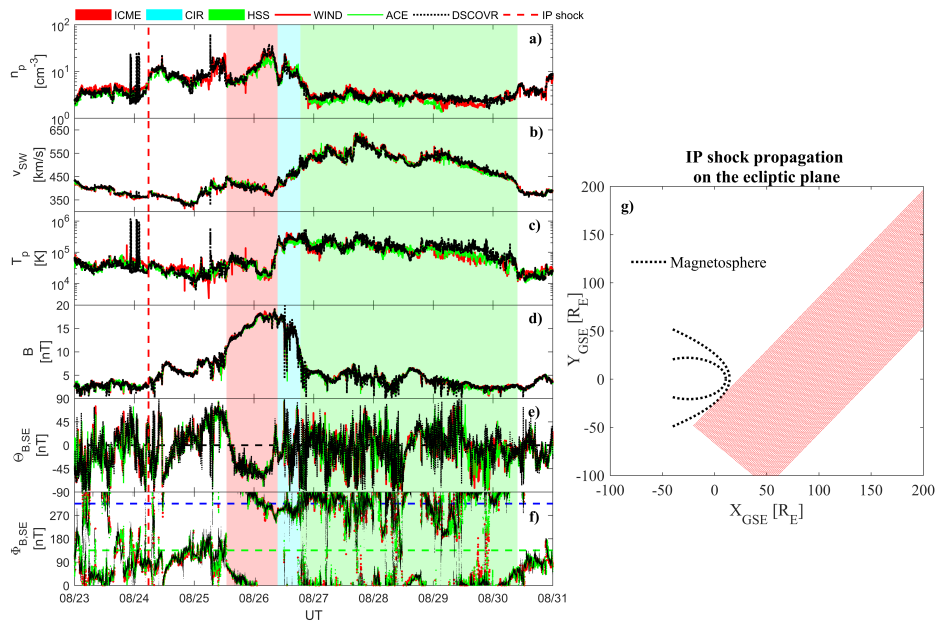 ICME CIR HSS WIND ACE DSCOVR IP shock
a)
n_p
[cm^-3]
10^2
10^1
10^0
b)
v_SW
[km/s]
650
550
450
350
c)
T_p
[K]
10^6
10^5
10^4
d)
B
[nT]
20
15
10
5
e)
Θ_B,SE
[nT]
90
45
0
-45
-90
f)
Φ_B,SE
[nT]
270
180
90
0
08/23 08/24 08/25 08/26 08/27 08/28 08/29 08/30 08/31
UT
IP shock propagation
on the ecliptic plane
g)
Magnetosphere
Y_GSE [R_E]
200
150
100
50
0
-50
-100
-100 -50 0 50 100 150 200
X_GSE [R_E]